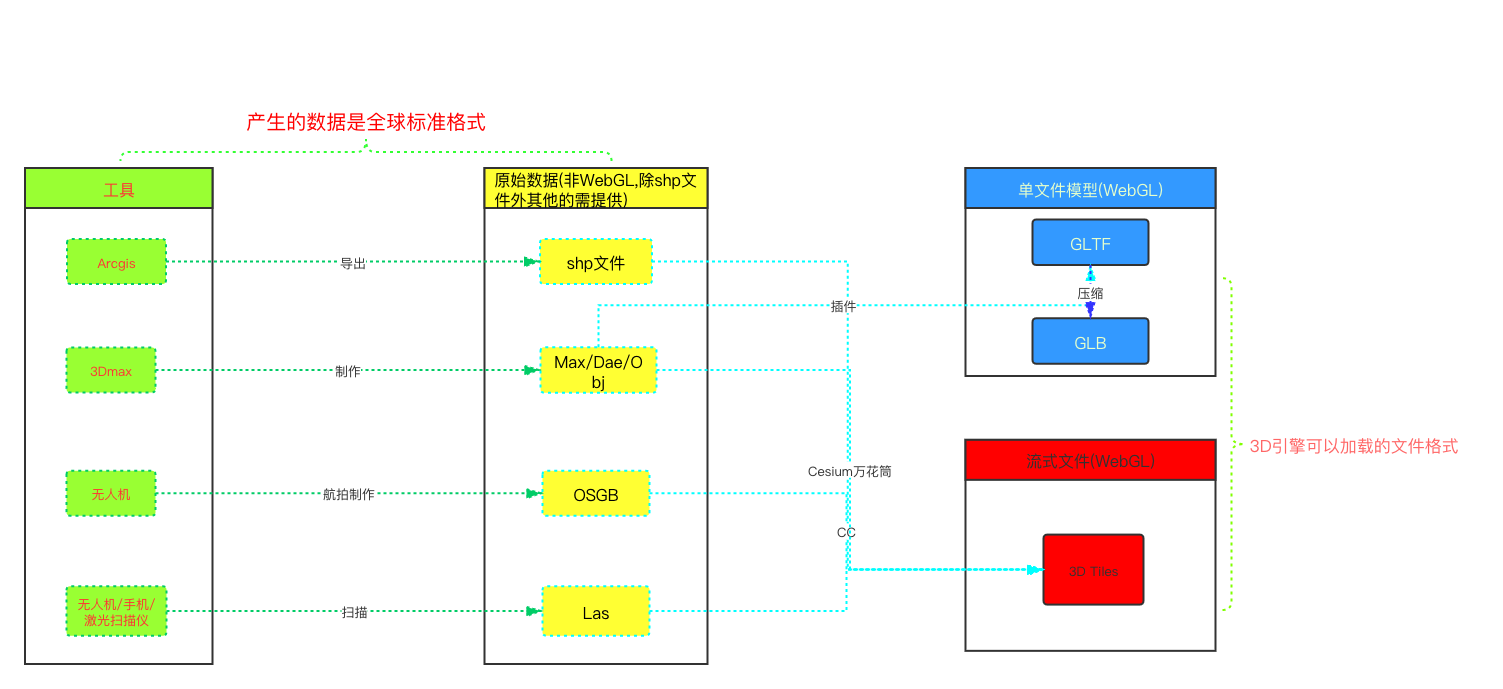 产生的数据是全球标准格式
工具
原始数据(非WebGL,除shp文
件外其他的需提供)
单文件模型(WebGL)
Arcgis
导出
shp文件
GLTF
压缩
插件
GLB
3Dmax
制作
Max/Dae/O
bj
3D引擎可以加载的文件格式
流式文件(WebGL)
Cesium万花筒
无人机
航拍制作
OSGB
CC
3D Tiles
无人机/手机/
激光扫描仪
扫描
Las